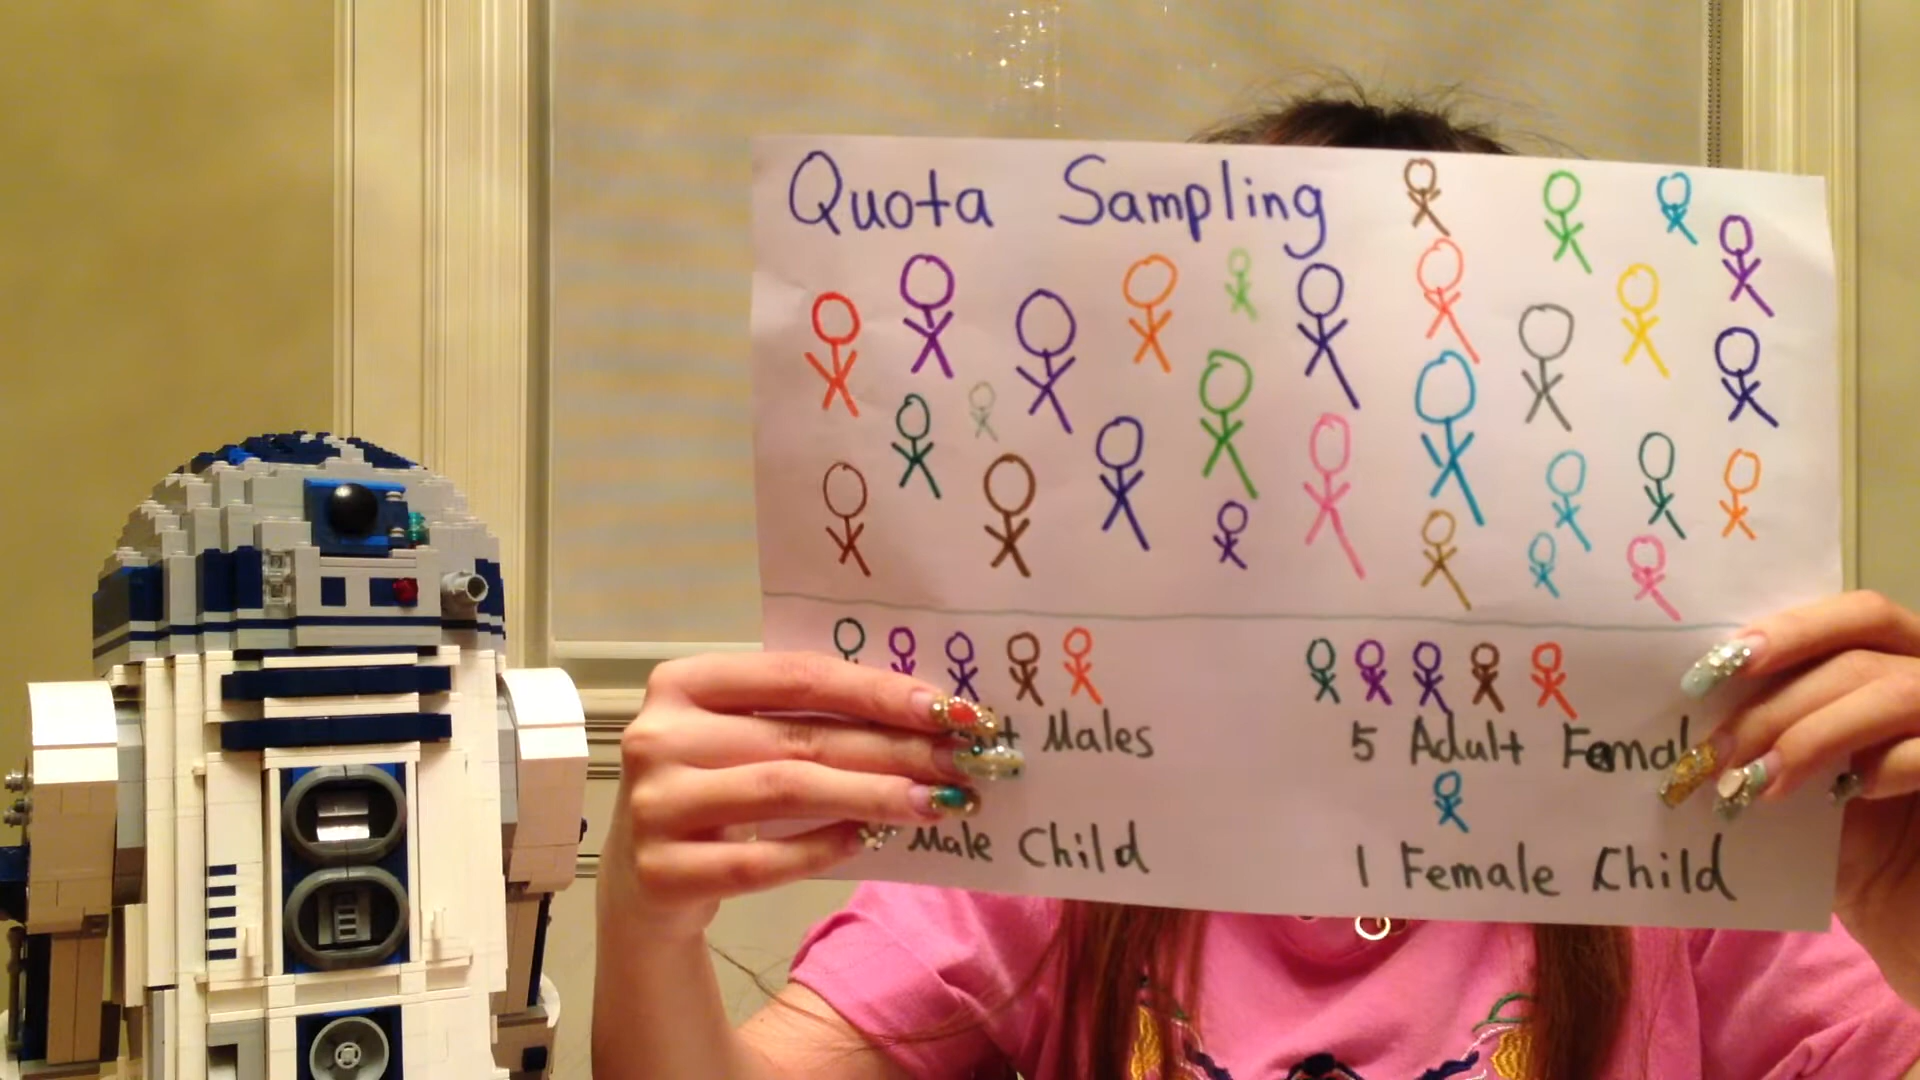 Quota Sampling
Males
5 Adult Femal
Male Child
1 Female Child